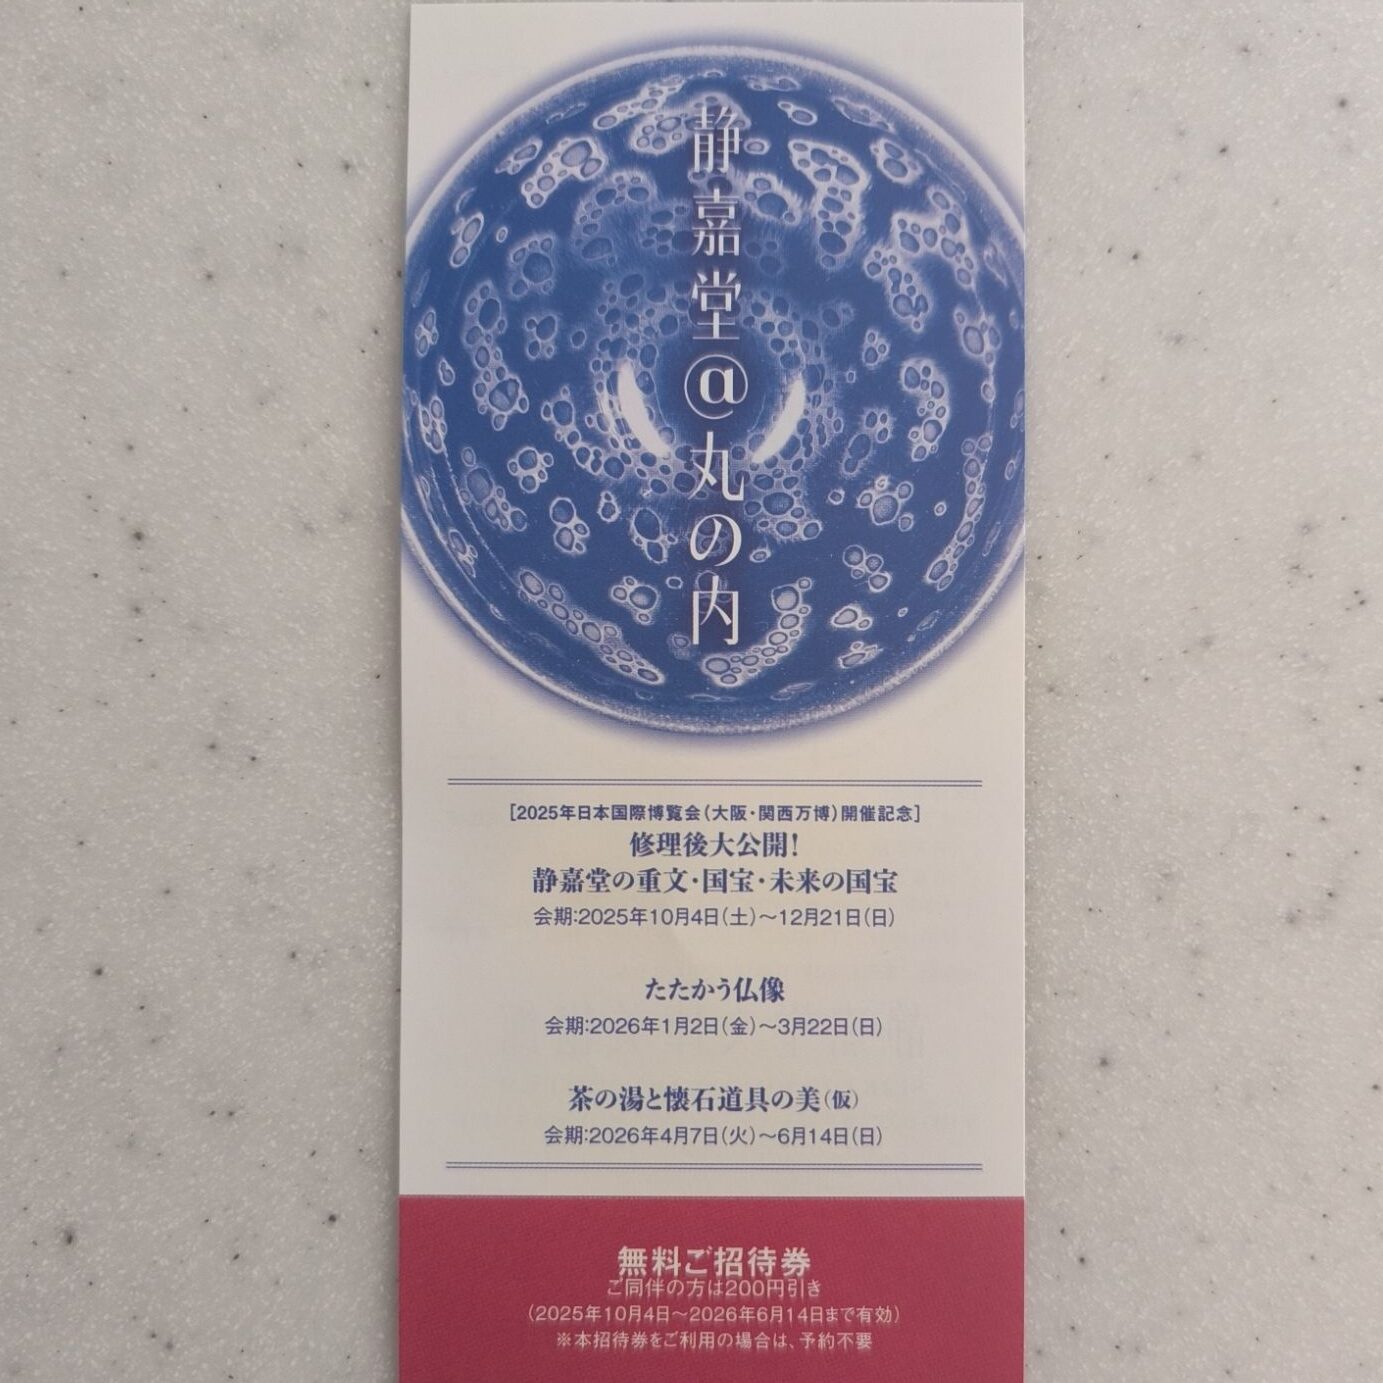 静嘉堂@丸の内
［2025年日本国際博覧会（大阪・関西万博）開催記念］
修理後大公開！
静嘉堂の重文・国宝・未来の国宝
会期：2025年10月4日（土）～12月21日（日）
たたかう仏像
会期：2026年1月2日（金）～3月22日（日）
茶の湯と懐石道具の美（仮）
会期：2026年4月7日（火）～6月14日（日）
無料ご招待券
ご同伴の方は200円引き
（2025年10月4日～2026年6月14日まで有効）
※本招待券をご利用の場合は、予約不要